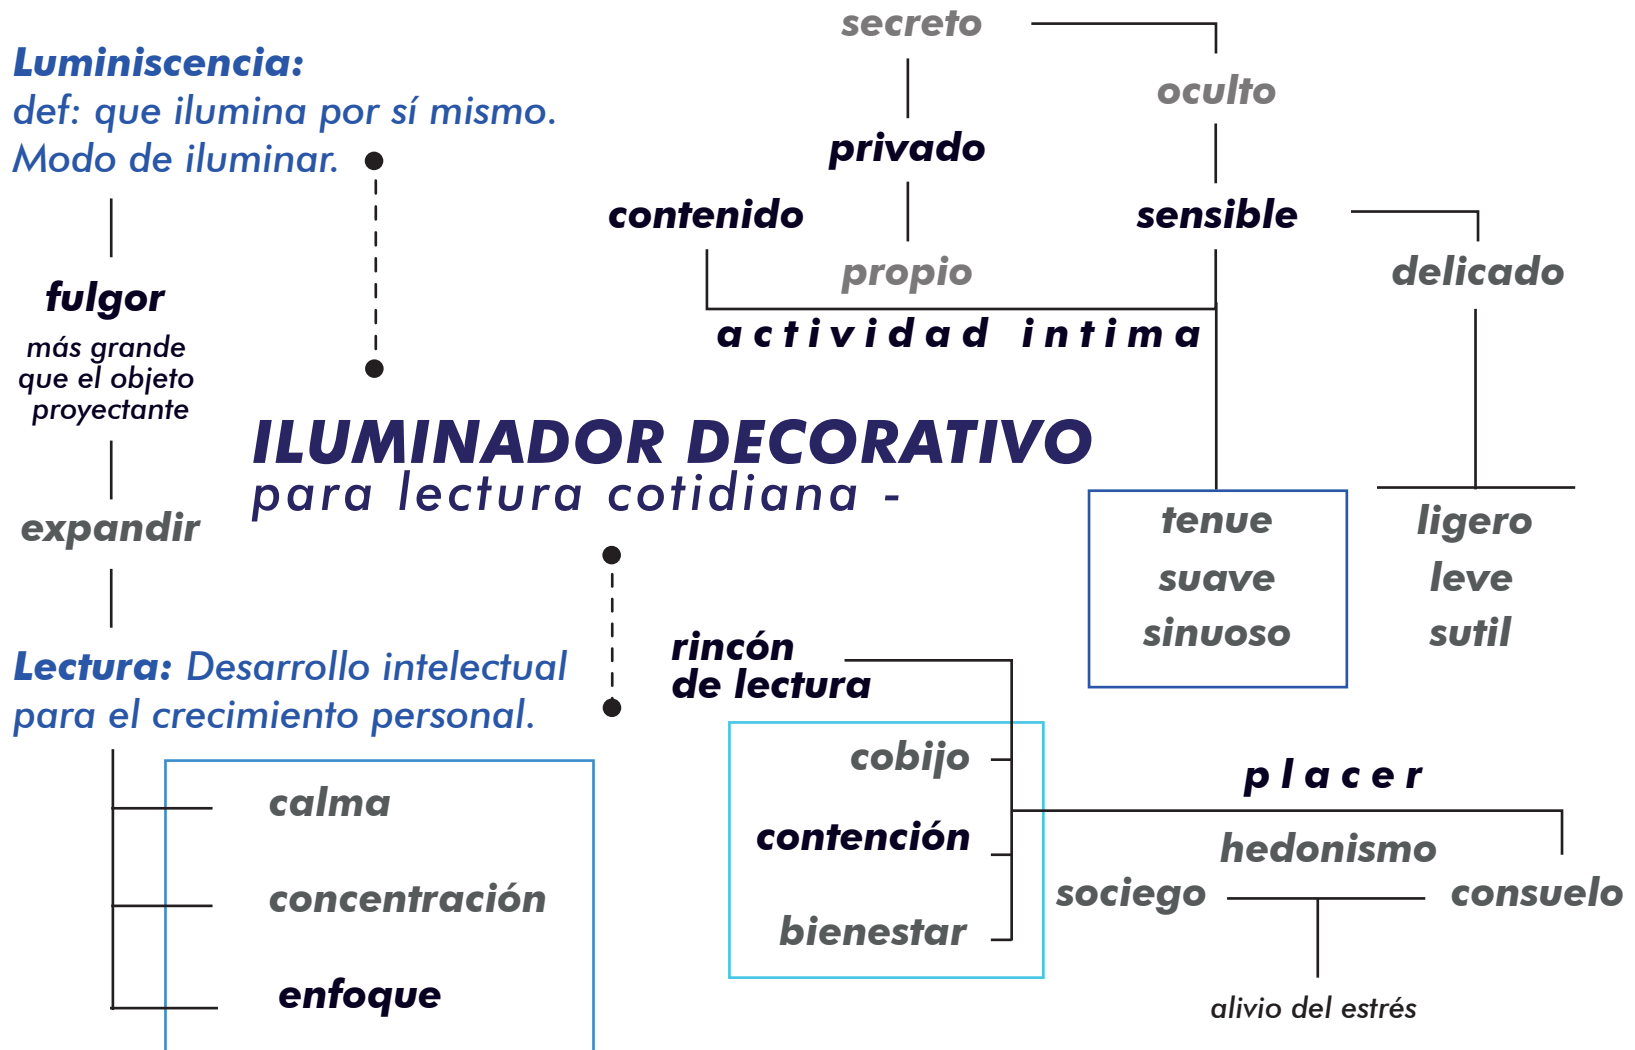 Luminiscencia:
def: que ilumina por sí mismo.
Modo de iluminar.
fulgor
más grande
que el objeto
proyectante
expandir
secreto
oculto
privado
contenido
sensible
propio
delicado
actividad intima
ILUMINADOR DECORATIVO
para lectura cotidiana -
tenue
suave
sinuoso
ligero
leve
sutil
Lectura: Desarrollo intelectual
para el crecimiento personal.
calma
concentración
enfoque
rincón
de lectura
cobijo
contención
bienestar
placer
hedonismo
sociego
consuelo
alivio del estrés